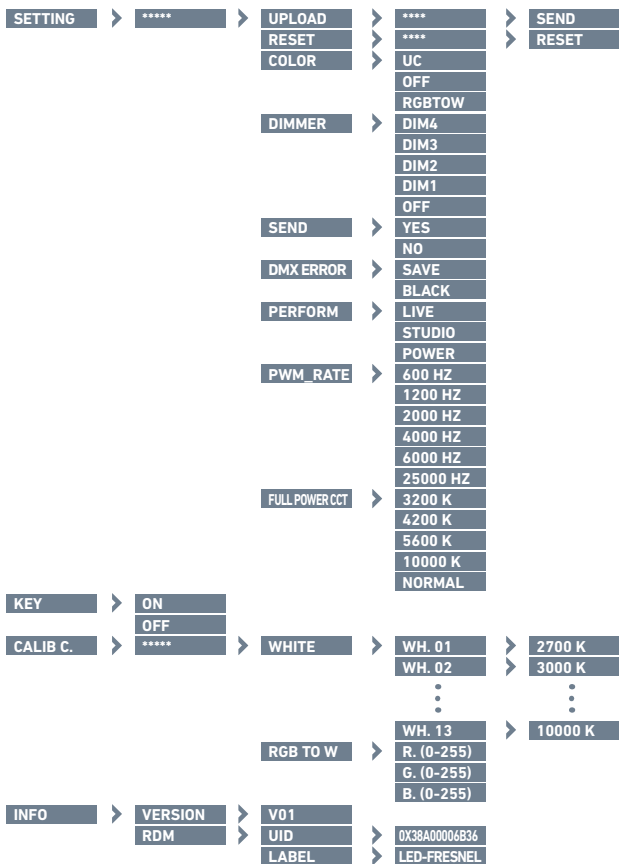 SETTING ***** UPLOAD **** SEND
RESET **** RESET
COLOR UC
OFF
RGBTOW
DIMMER DIM4
DIM3
DIM2
DIM1
OFF
SEND YES
NO
DMX ERROR SAVE
BLACK
PERFORM LIVE
STUDIO
POWER
PWM_RATE 600 HZ
1200 HZ
2000 HZ
4000 HZ
6000 HZ
25000 HZ
FULL POWER CCT 3200 K
4200 K
5600 K
10000 K
NORMAL
KEY ON
OFF
CALIB C. ***** WHITE WH. 01 2700 K
WH. 02 3000 K
WH. 13 10000 K
RGB TO W R. (0-255)
G. (0-255)
B. (0-255)
INFO VERSION V01
RDM UID 0X38A00006B36
LABEL LED-FRESNEL